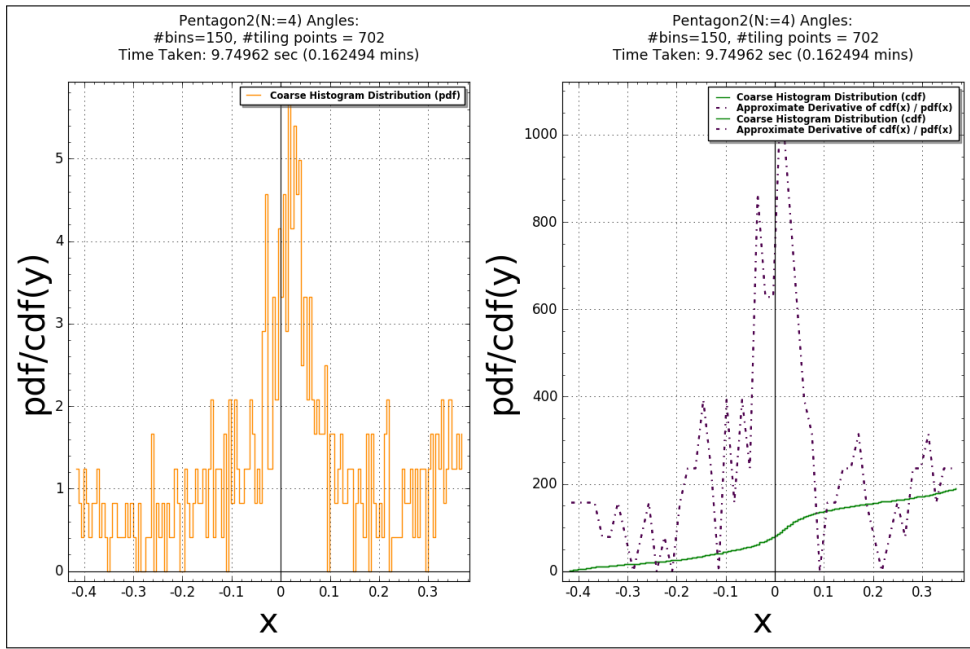 Pentagon2(N:=4) Angles:
#bins=150, #tiling points = 702
Time Taken: 9.74962 sec (0.162494 mins)
Coarse Histogram Distribution (pdf)
pdf/cdf(y)
5
4
3
2
1
0
-0.4
-0.3
-0.2
-0.1
0
0.1
0.2
0.3
x
Pentagon2(N:=4) Angles:
#bins=150, #tiling points = 702
Time Taken: 9.74962 sec (0.162494 mins)
Coarse Histogram Distribution (cdf)
Approximate Derivative of cdf(x) / pdf(x)
Coarse Histogram Distribution (cdf)
Approximate Derivative of cdf(x) / pdf(x)
pdf/cdf(y)
1000
800
600
400
200
0
-0.4
-0.3
-0.2
-0.1
0
0.1
0.2
0.3
x